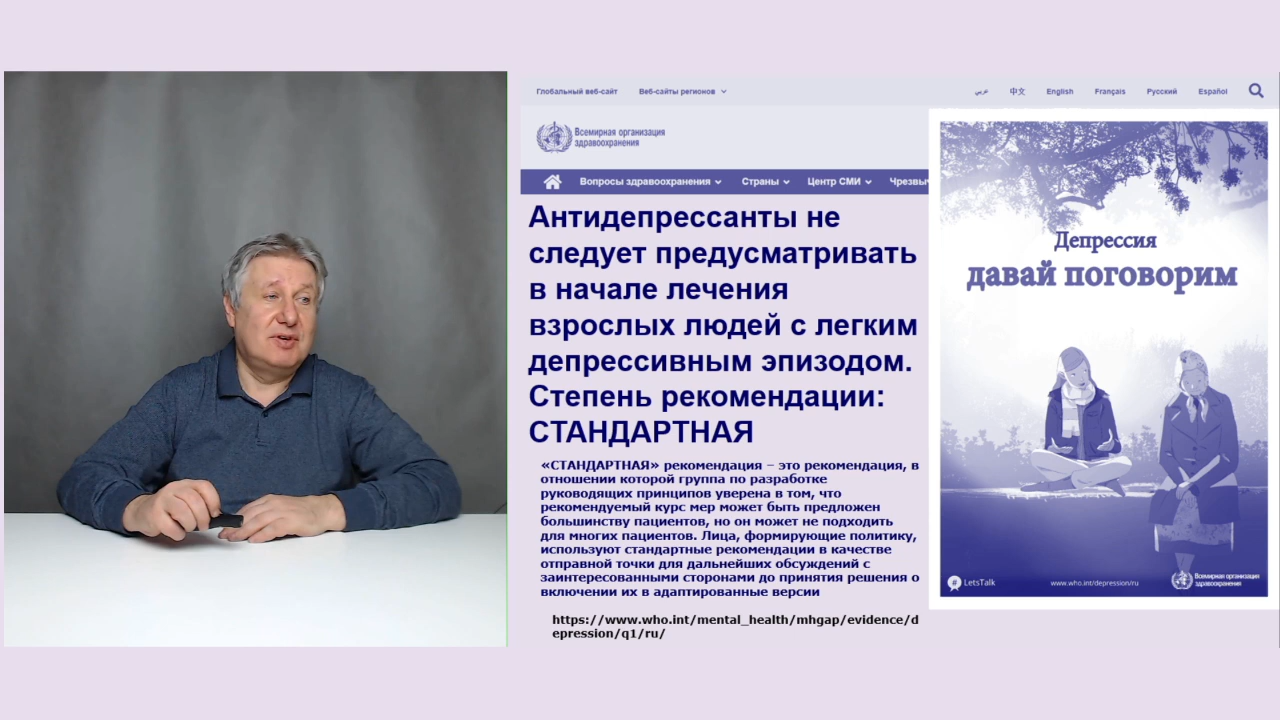 Глобальный веб-сайт Веб-сайты регионов
عربي 中文 English Français Русский Español
Всемирная организация
здравоохранения
Вопросы здравоохранения Страны Центр СМИ Чрезвыч
Антидепрессанты не
следует предусматривать
в начале лечения
взрослых людей с легким
депрессивным эпизодом.
Степень рекомендации:
СТАНДАРТНАЯ
«СТАНДАРТНАЯ» рекомендация – это рекомендация, в
отношении которой группа по разработке
руководящих принципов уверена в том, что
рекомендуемый курс мер может быть предложен
большинству пациентов, но он может не подходить
для многих пациентов. Лица, формирующие политику,
используют стандартные рекомендации в качестве
отправной точки для дальнейших обсуждений с
заинтересованными сторонами до принятия решения о
включении их в адаптированные версии
https://www.who.int/mental_health/mhgap/evidence/d
epression/q1/ru/
Депрессия
давай поговорим
# LetsTalk
www.who.int/depression/ru
Всемирная организация
здравоохранения